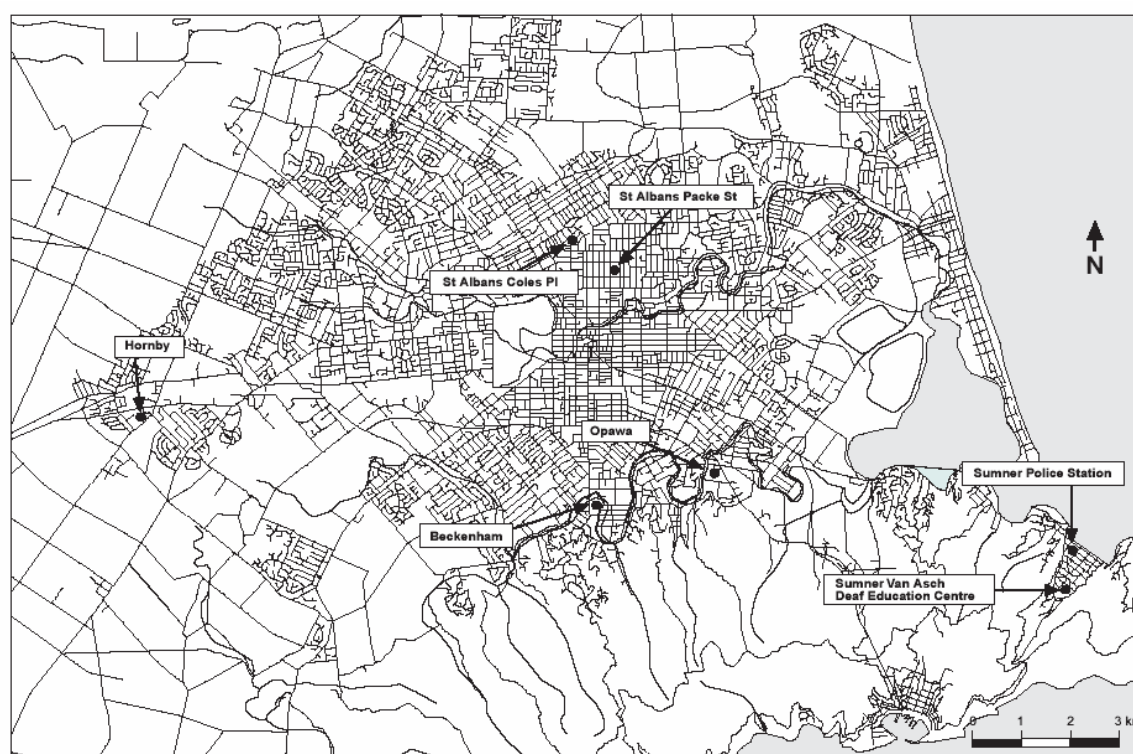 St Albans Packe St
N
St Albans Coles Pl
Hornby
Opawa
Sumner Police Station
Beckenham
Sumner Van Asch
Deaf Education Centre
0 1 2 3 k